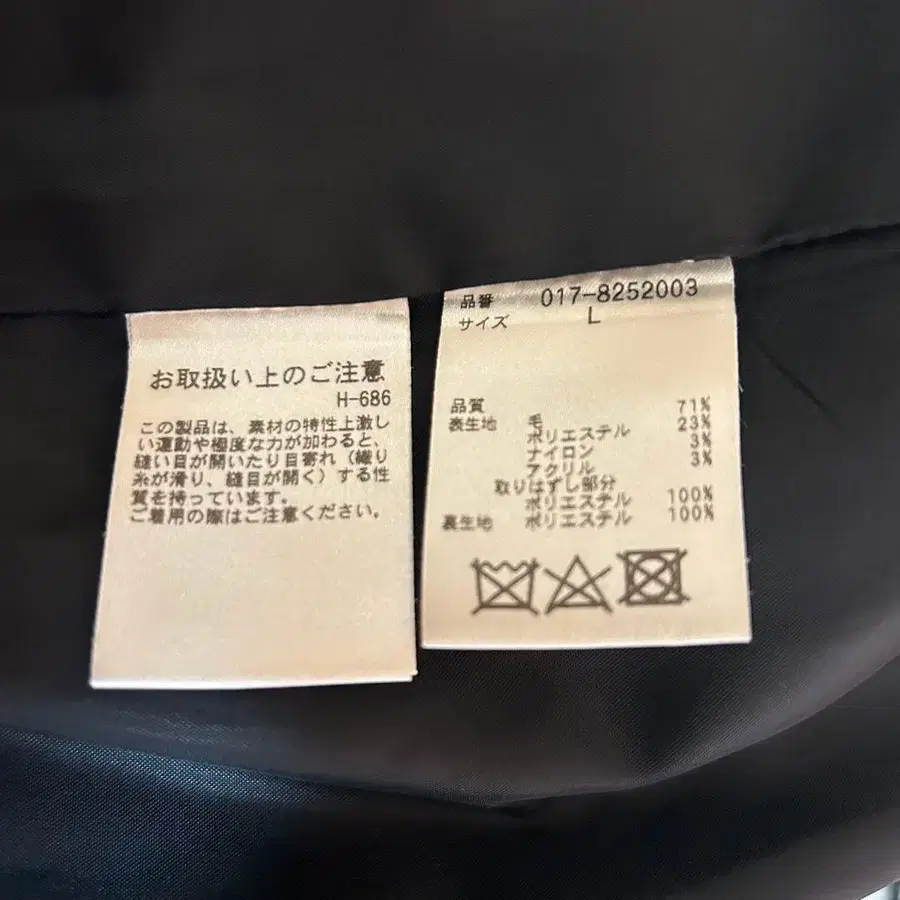 お取扱い上のご注意
H-686
この製品は、素材の特性上激し
い運動や極度な力が加わると、
縫い目が開いたり目寄れ（織り
糸が滑り、縫目が開く）する性
質を持っています。
ご着用の際はご注意ください。
品番 017-8252003
サイズ L
品質
表生地 毛 71%
ポリエステル 23%
ナイロン 3%
アクリル 3%
取りはずし部分
ポリエステル 100%
裏生地 ポリエステル 100%